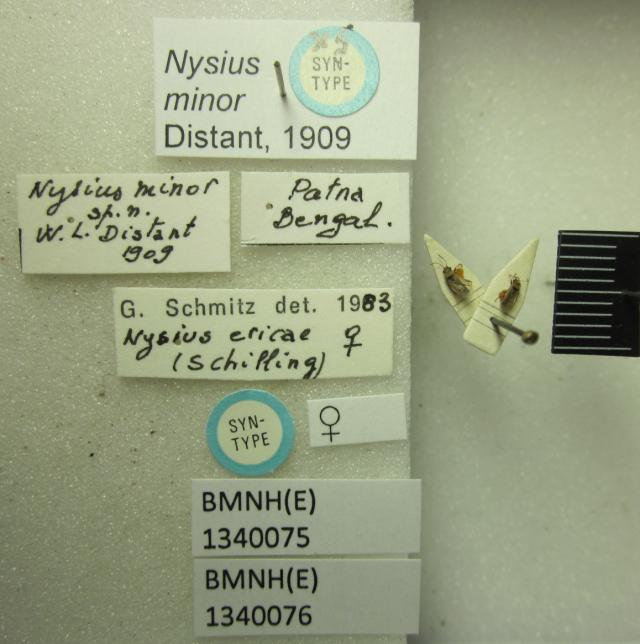 Nysius
minor
Distant, 1909
SYN-
TYPE
Nysius minor
sp.n.
W.L. Distant
1909
Patna
Bengal.
G. Schmitz det. 1983
Nysius ericae ♀
(Schilling)
SYN-
TYPE
♀
BMNH(E)
1340075
BMNH(E)
1340076